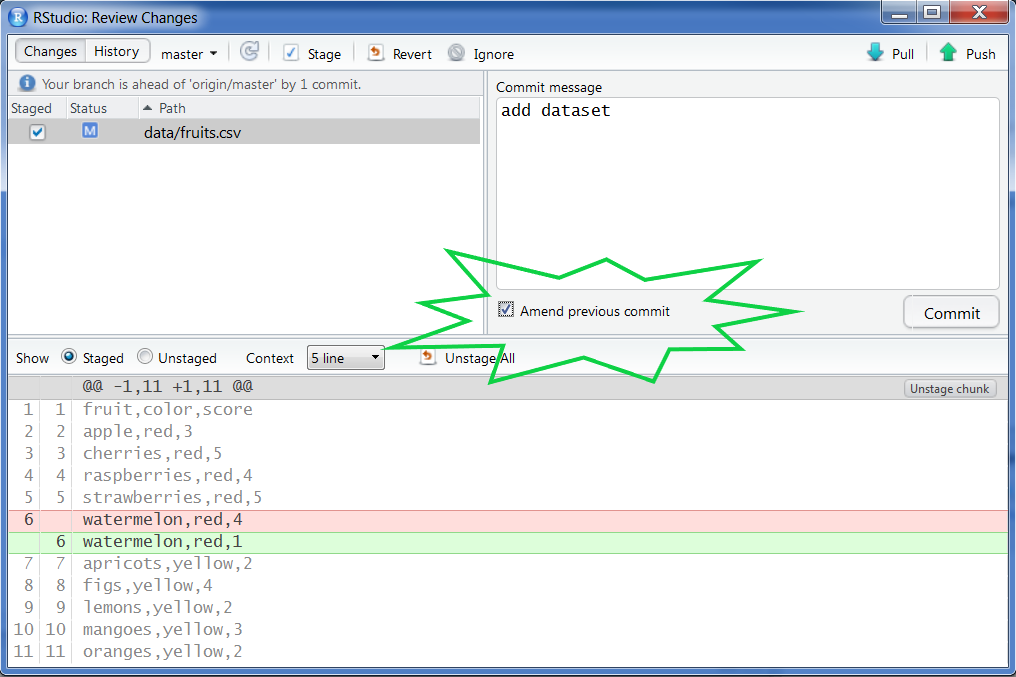 R RStudio: Review Changes
Changes History master Stage Revert Ignore Pull Push
Your branch is ahead of 'origin/master' by 1 commit.
Staged Status Path
M data/fruits.csv
Commit message
add dataset
Amend previous commit
Commit
Show Staged Unstaged Context 5 line Unstage All
@@ -1,11 +1,11 @@ Unstage chunk
1 1 fruit,color,score
2 2 apple,red,3
3 3 cherries,red,5
4 4 raspberries,red,4
5 5 strawberries,red,5
6 watermelon,red,4
6 watermelon,red,1
7 7 apricots,yellow,2
8 8 figs,yellow,4
9 9 lemons,yellow,2
10 10 mangoes,yellow,3
11 11 oranges,yellow,2